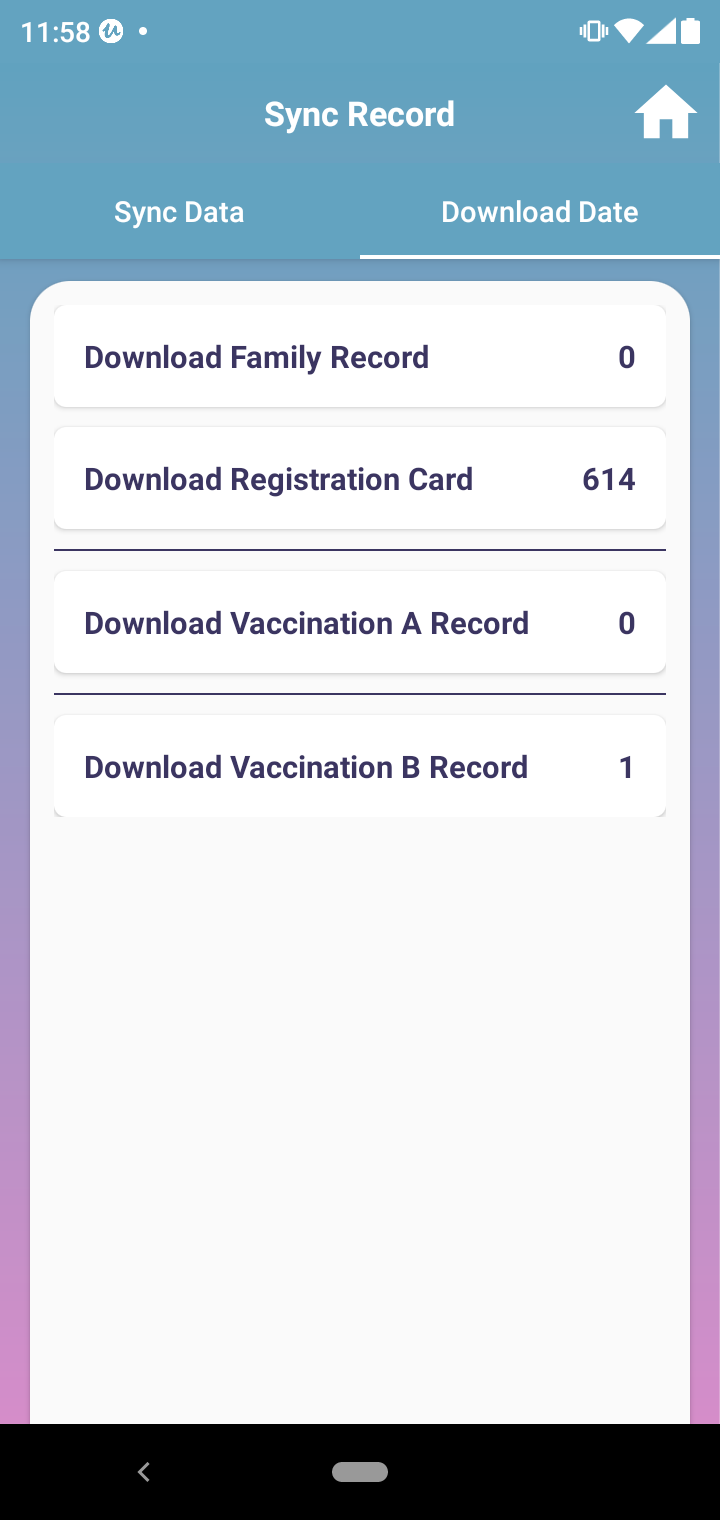 11:58
Sync Record
Sync Data Download Date
Download Family Record 0
Download Registration Card 614
Download Vaccination A Record 0
Download Vaccination B Record 1